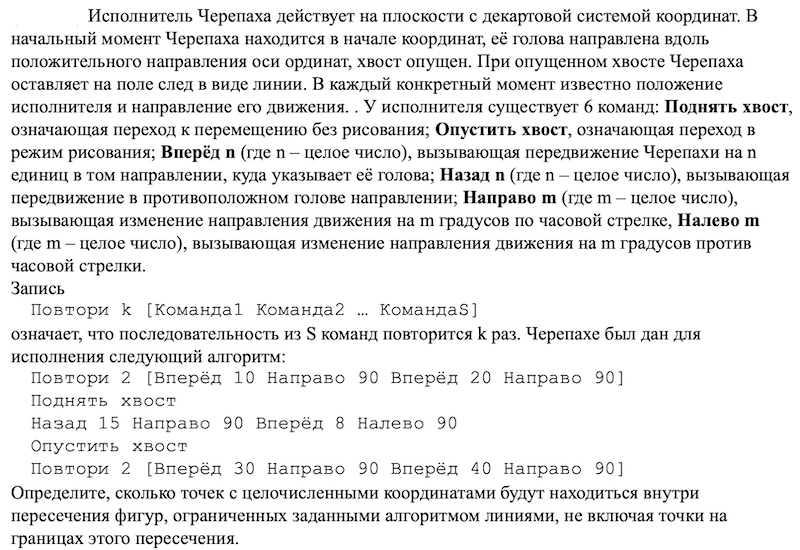 Исполнитель Черепаха действует на плоскости с декартовой системой координат. В
начальный момент Черепаха находится в начале координат, её голова направлена вдоль
положительного направления оси ординат, хвост опущен. При опущенном хвосте Черепаха
оставляет на поле след в виде линии. В каждый конкретный момент известно положение
исполнителя и направление его движения. . У исполнителя существует 6 команд: Поднять хвост,
означающая переход к перемещению без рисования; Опустить хвост, означающая переход в
режим рисования; Вперёд n (где n – целое число), вызывающая передвижение Черепахи на n
единиц в том направлении, куда указывает её голова; Назад n (где n – целое число), вызывающая
передвижение в противоположном голове направлении; Направо m (где m – целое число),
вызывающая изменение направления движения на m градусов по часовой стрелке, Налево m
(где m – целое число), вызывающая изменение направления движения на m градусов против
часовой стрелки.
Запись
Повтори k [Команда1 Команда2 … КомандаS]
означает, что последовательность из S команд повторится k раз. Черепахе был дан для
исполнения следующий алгоритм:
Повтори 2 [Вперёд 10 Направо 90 Вперёд 20 Направо 90]
Поднять хвост
Назад 15 Направо 90 Вперёд 8 Налево 90
Опустить хвост
Повтори 2 [Вперёд 30 Направо 90 Вперёд 40 Направо 90]
Определите, сколько точек с целочисленными координатами будут находиться внутри
пересечения фигур, ограниченных заданными алгоритмом линиями, не включая точки на
границах этого пересечения.